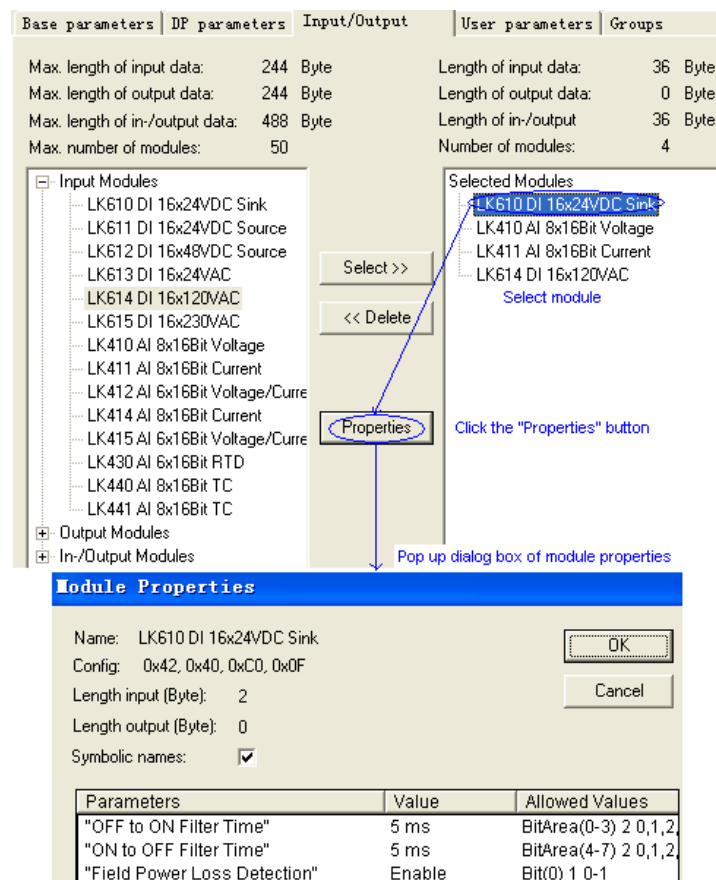 Base parameters DP parameters Input/Output User parameters Groups
Max. length of input data: 244 Byte Length of input data: 36 Byte
Max. length of output data: 244 Byte Length of output data: 0 Byte
Max. length of in-/output data: 488 Byte Length of in-/output 36 Byte
Max. number of modules: 50 Number of modules: 4
Input Modules
LK610 DI 16x24VDC Sink
LK611 DI 16x24VDC Source
LK612 DI 16x48VDC Source
LK613 DI 16x24VAC
LK614 DI 16x120VAC
LK615 DI 16x230VAC
LK410 AI 8x16Bit Voltage
LK411 AI 8x16Bit Current
LK412 AI 6x16Bit Voltage/Curre
LK414 AI 8x16Bit Current
LK415 AI 6x16Bit Voltage/Curre
LK430 AI 6x16Bit RTD
LK440 AI 8x16Bit TC
LK441 AI 8x16Bit TC
Output Modules
In-/Output Modules
Select >>
<< Delete
Properties
Selected Modules
LK610 DI 16x24VDC Sink
LK410 AI 8x16Bit Voltage
LK411 AI 8x16Bit Current
LK614 DI 16x120VAC
Select module
Click the "Properties" button
Pop up dialog box of module properties
Module Properties
Name: LK610 DI 16x24VDC Sink
Config: 0x42, 0x40, 0xC0, 0x0F
Length input (Byte): 2
Length output (Byte): 0
Symbolic names:
OK
Cancel
Parameters Value Allowed Values
"OFF to ON Filter Time" 5 ms BitArea(0-3) 2 0,1,2,
"ON to OFF Filter Time" 5 ms BitArea(4-7) 2 0,1,2,
"Field Power Loss Detection" Enable Bit(0) 1 0-1